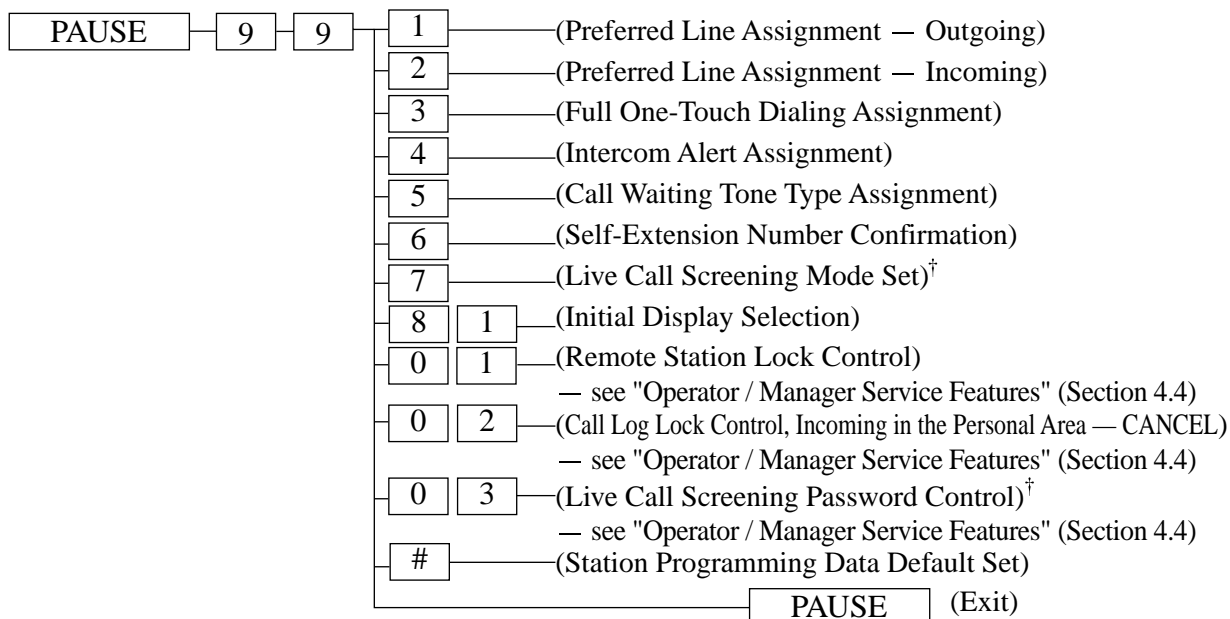 PAUSE 9 9 1 (Preferred Line Assignment — Outgoing)
2 (Preferred Line Assignment — Incoming)
3 (Full One-Touch Dialing Assignment)
4 (Intercom Alert Assignment)
5 (Call Waiting Tone Type Assignment)
6 (Self-Extension Number Confirmation)
7 (Live Call Screening Mode Set)†
8 1 (Initial Display Selection)
0 1 (Remote Station Lock Control)
— see "Operator / Manager Service Features" (Section 4.4)
0 2 (Call Log Lock Control, Incoming in the Personal Area — CANCEL)
— see "Operator / Manager Service Features" (Section 4.4)
0 3 (Live Call Screening Password Control)†
— see "Operator / Manager Service Features" (Section 4.4)
# (Station Programming Data Default Set)
PAUSE (Exit)